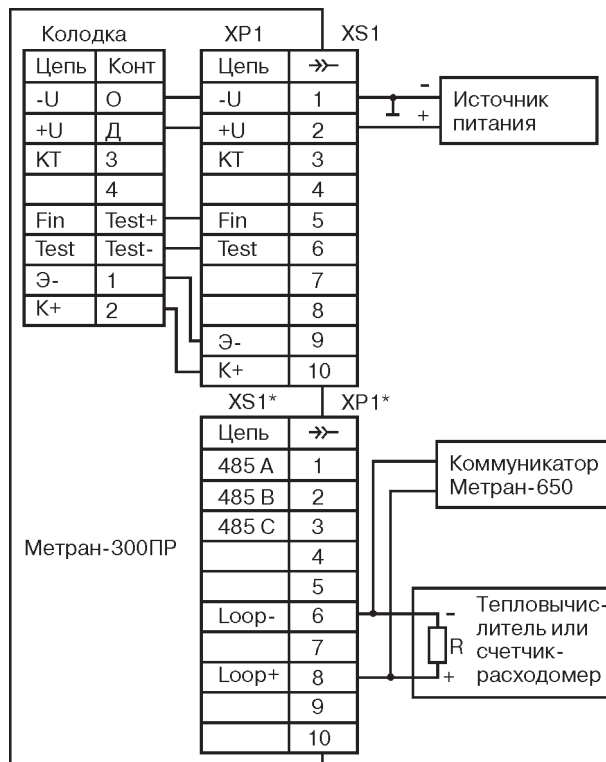 Колодка XP1 XS1
Цепь Конт Цепь
-U О -U 1 -
+U Д +U 2 +
Источник
питания
КТ 3 КТ 3
4 4
Fin Test+ Fin 5
Test Test- Test 6
Э- 1 7
К+ 2 8
Э- 9
К+ 10
XS1* XP1*
Цепь
485 A 1
485 B 2
485 C 3
4
5
Loop- 6
7
Loop+ 8
9
10
Метран-300ПР
Коммуникатор
Метран-650
- Тепловычис-
литель или
R счетчик-
+ расходомер